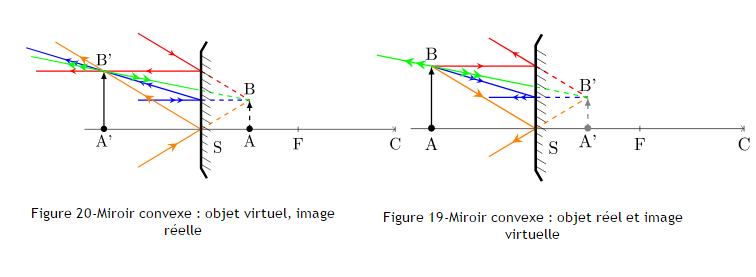 B'
B
A'
S
A
F
C
B
B'
A
S
A'
F
C
Figure 20-Miroir convexe : objet virtuel, image
réelle
Figure 19-Miroir convexe : objet réel et image
virtuelle